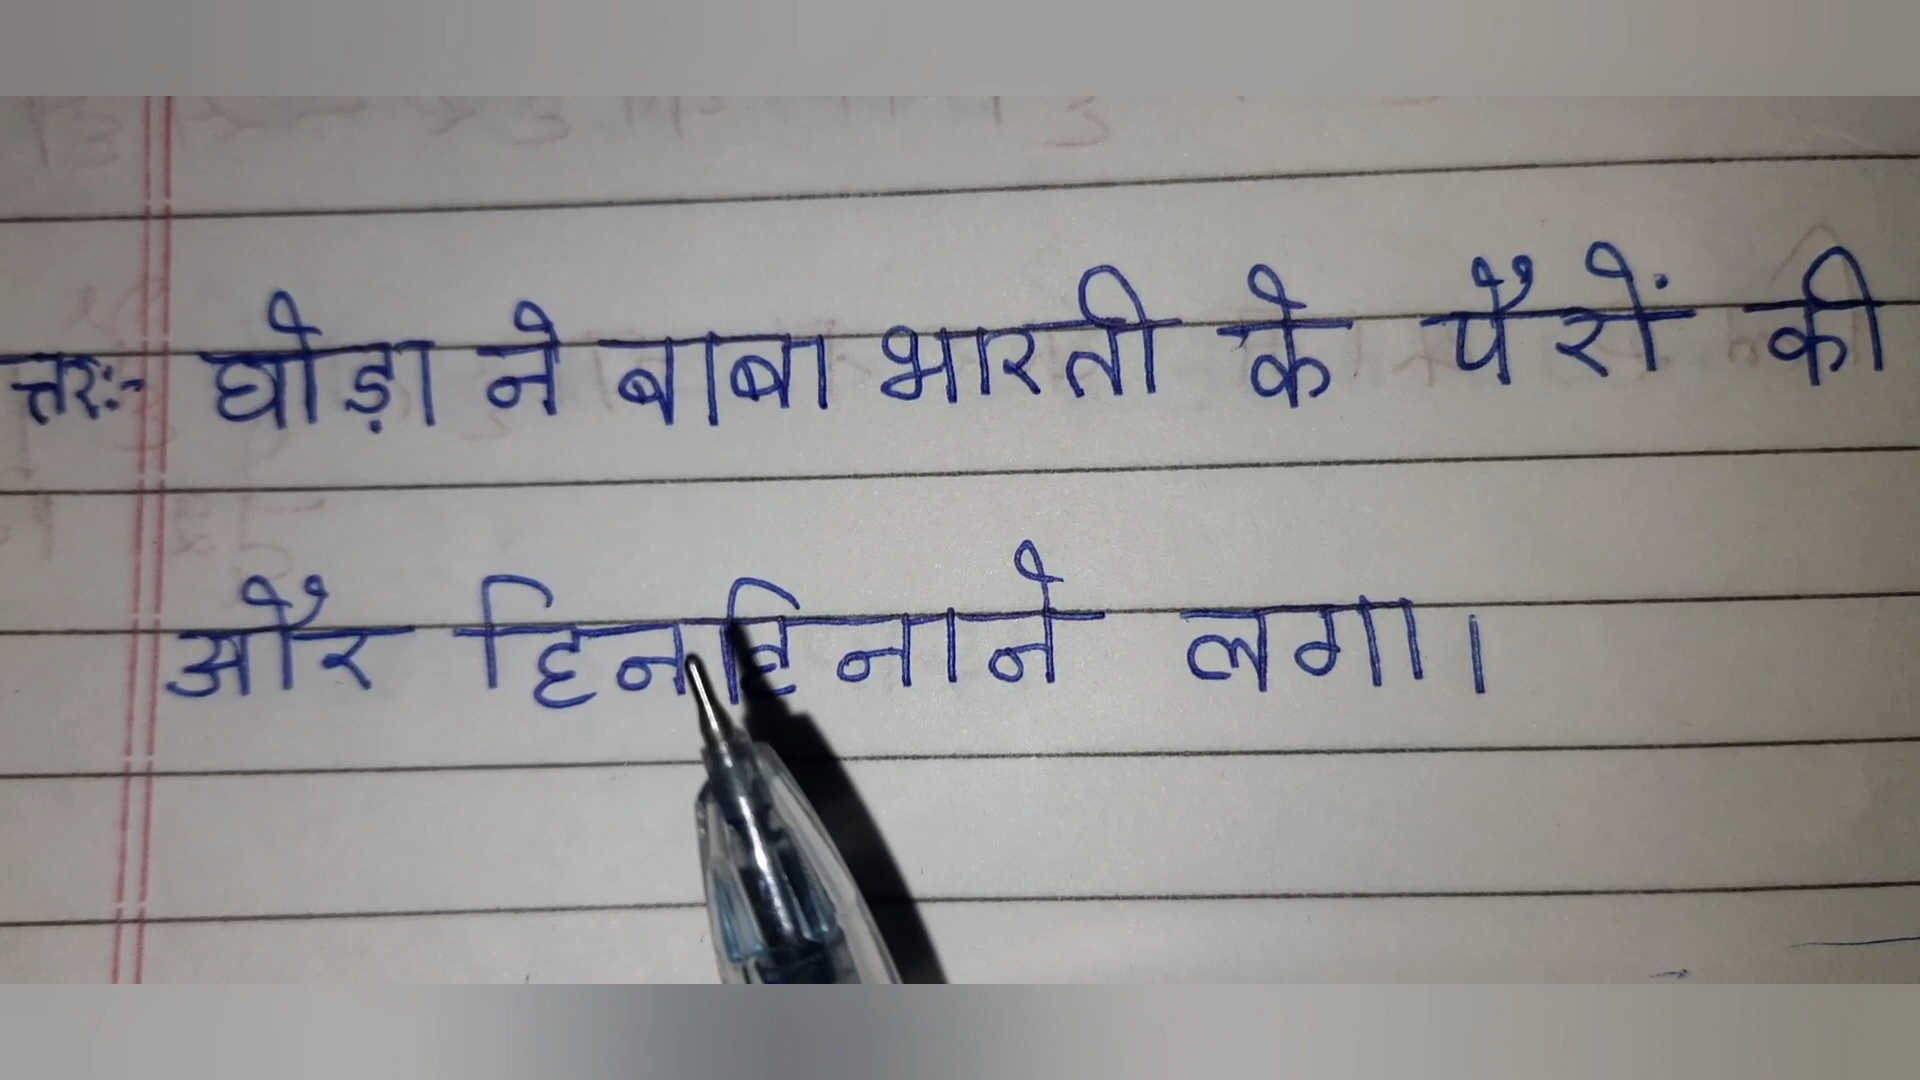 त्तर:- घोड़ा ने बाबा भारती के पैरों की
और हिनहिनाने लगा।